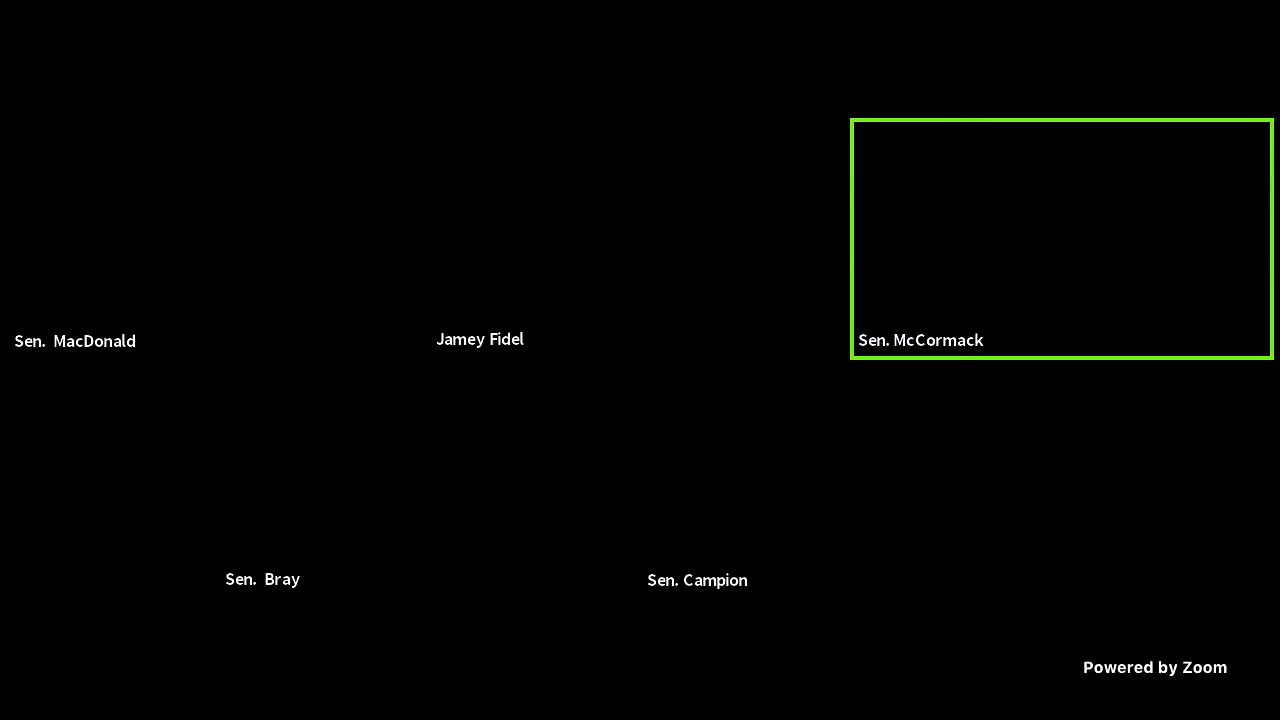 Sen. MacDonald
Jamey Fidel
Sen. McCormack
Sen. Bray
Sen. Campion
Powered by Zoom